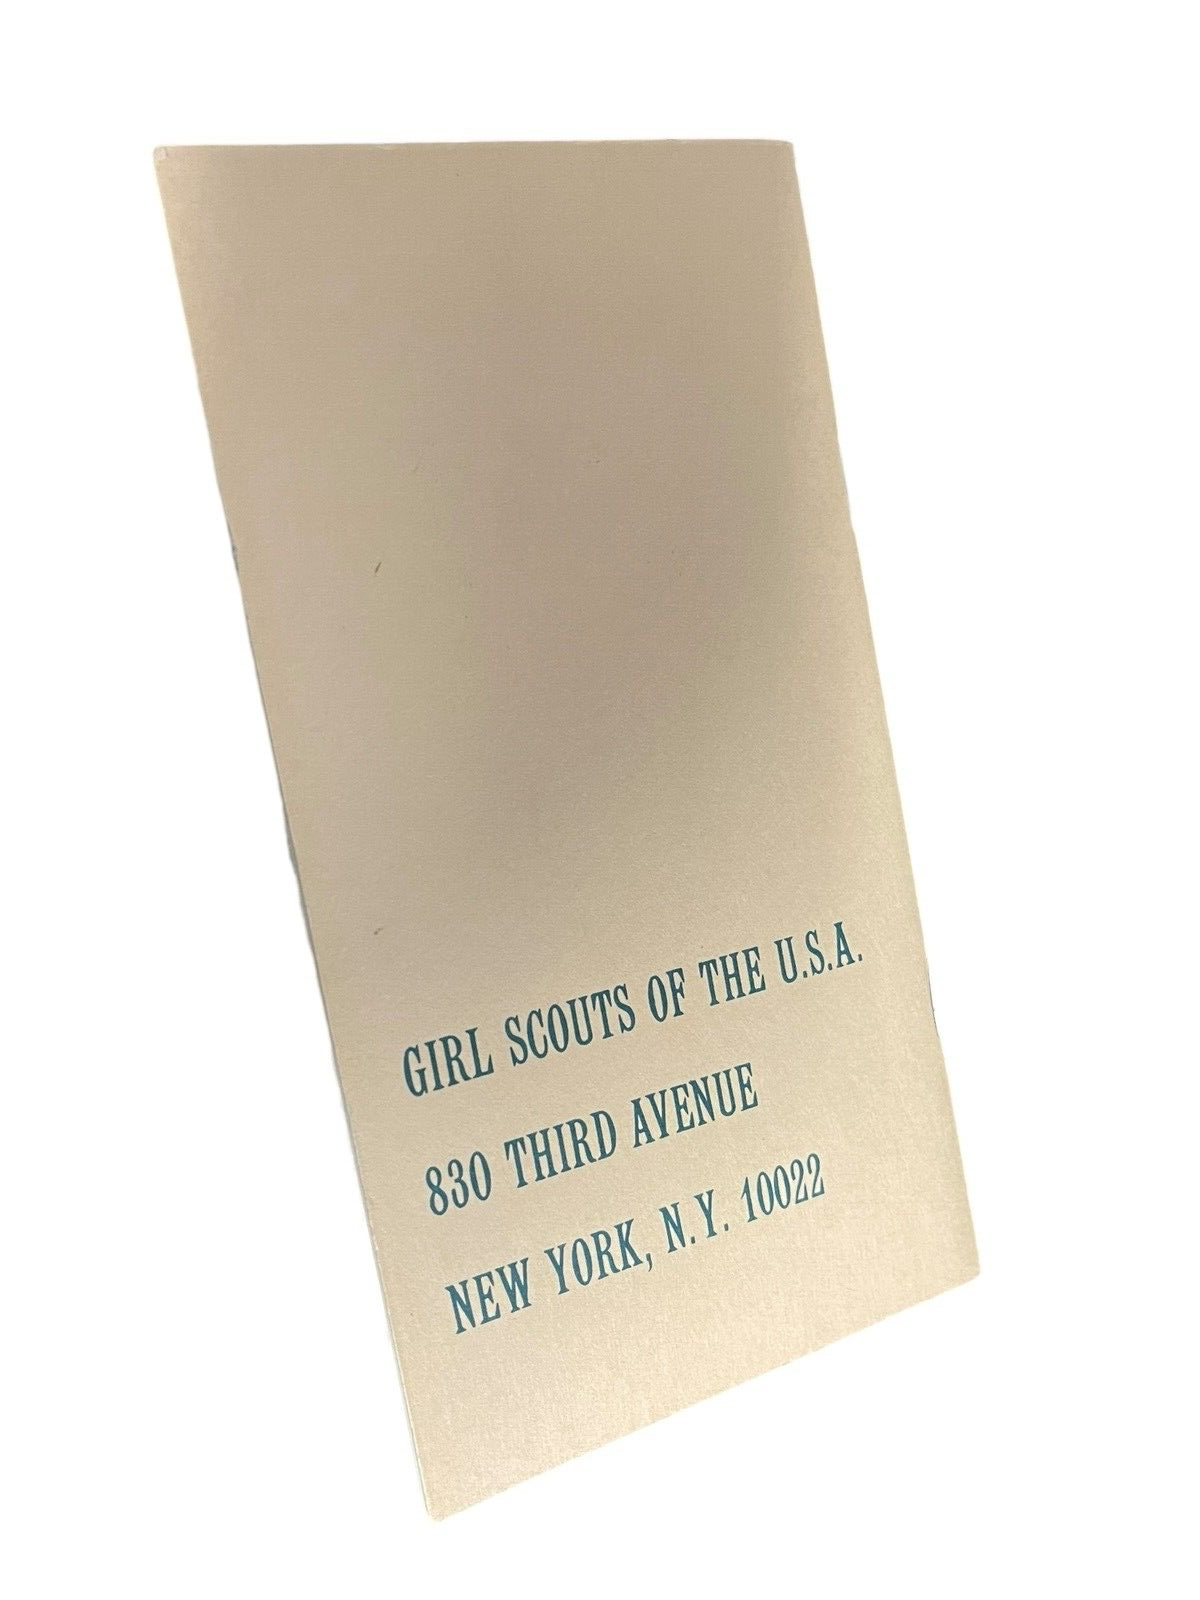 GIRL SCOUTS OF THE U.S.A.
830 THIRD AVENUE
NEW YORK, N.Y. 10022